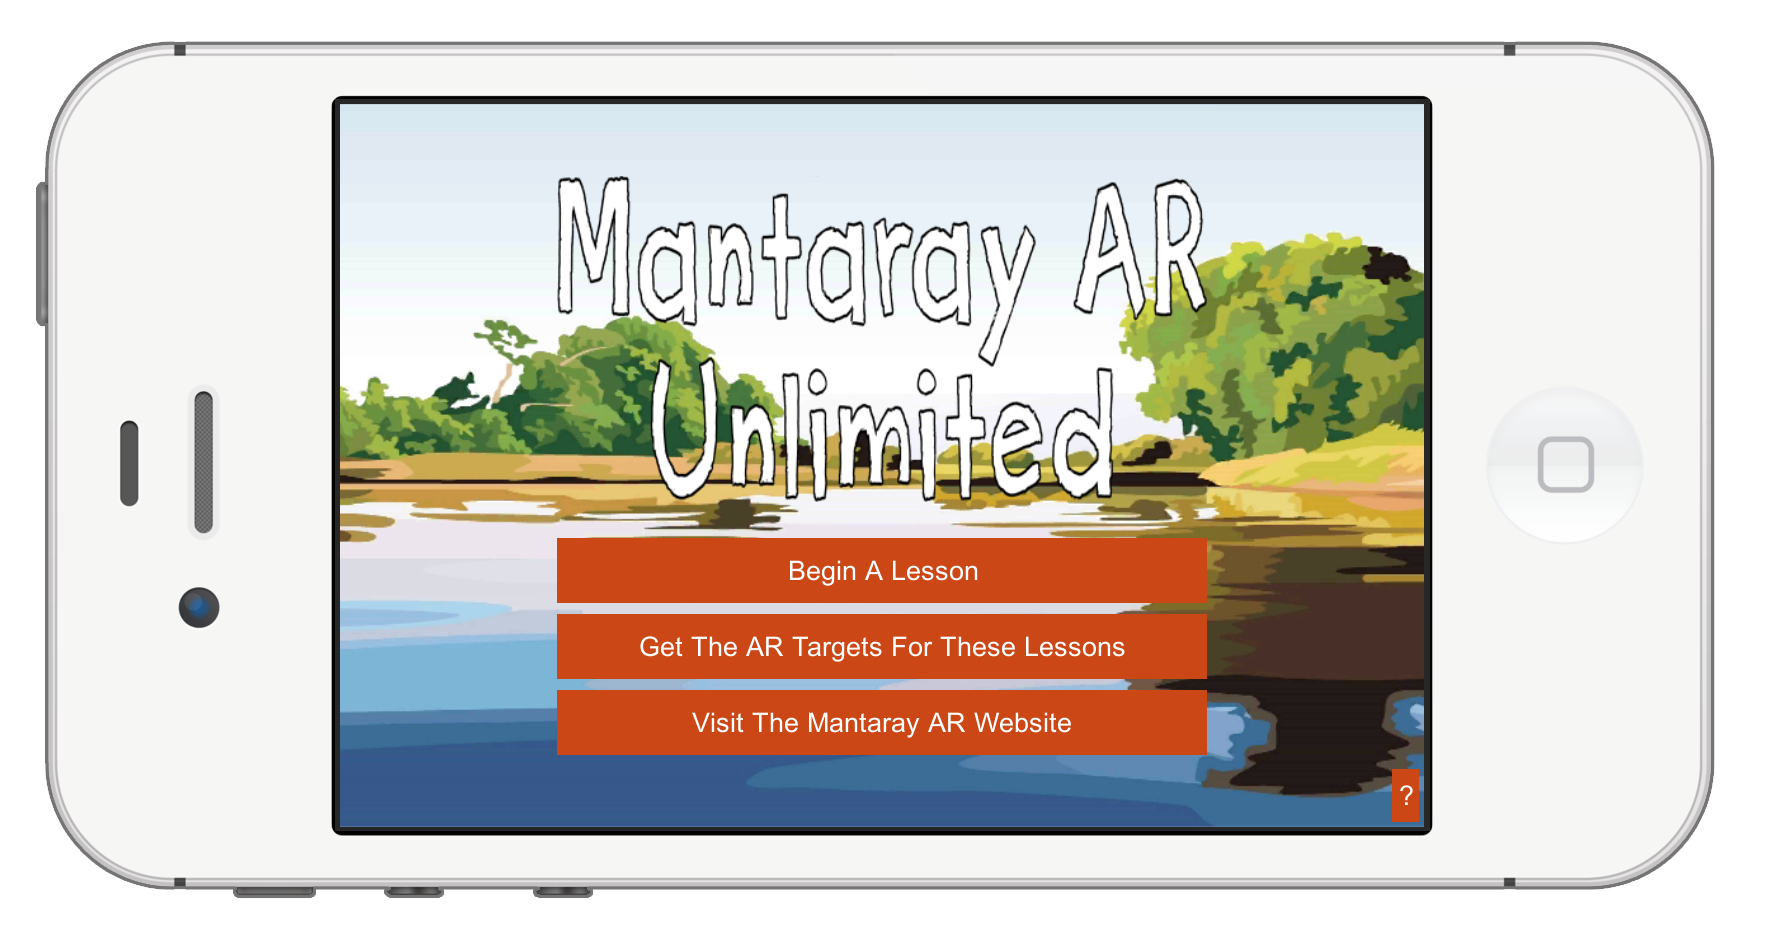 Mantaray AR
Unlimited
Begin A Lesson
Get The AR Targets For These Lessons
Visit The Mantaray AR Website
?